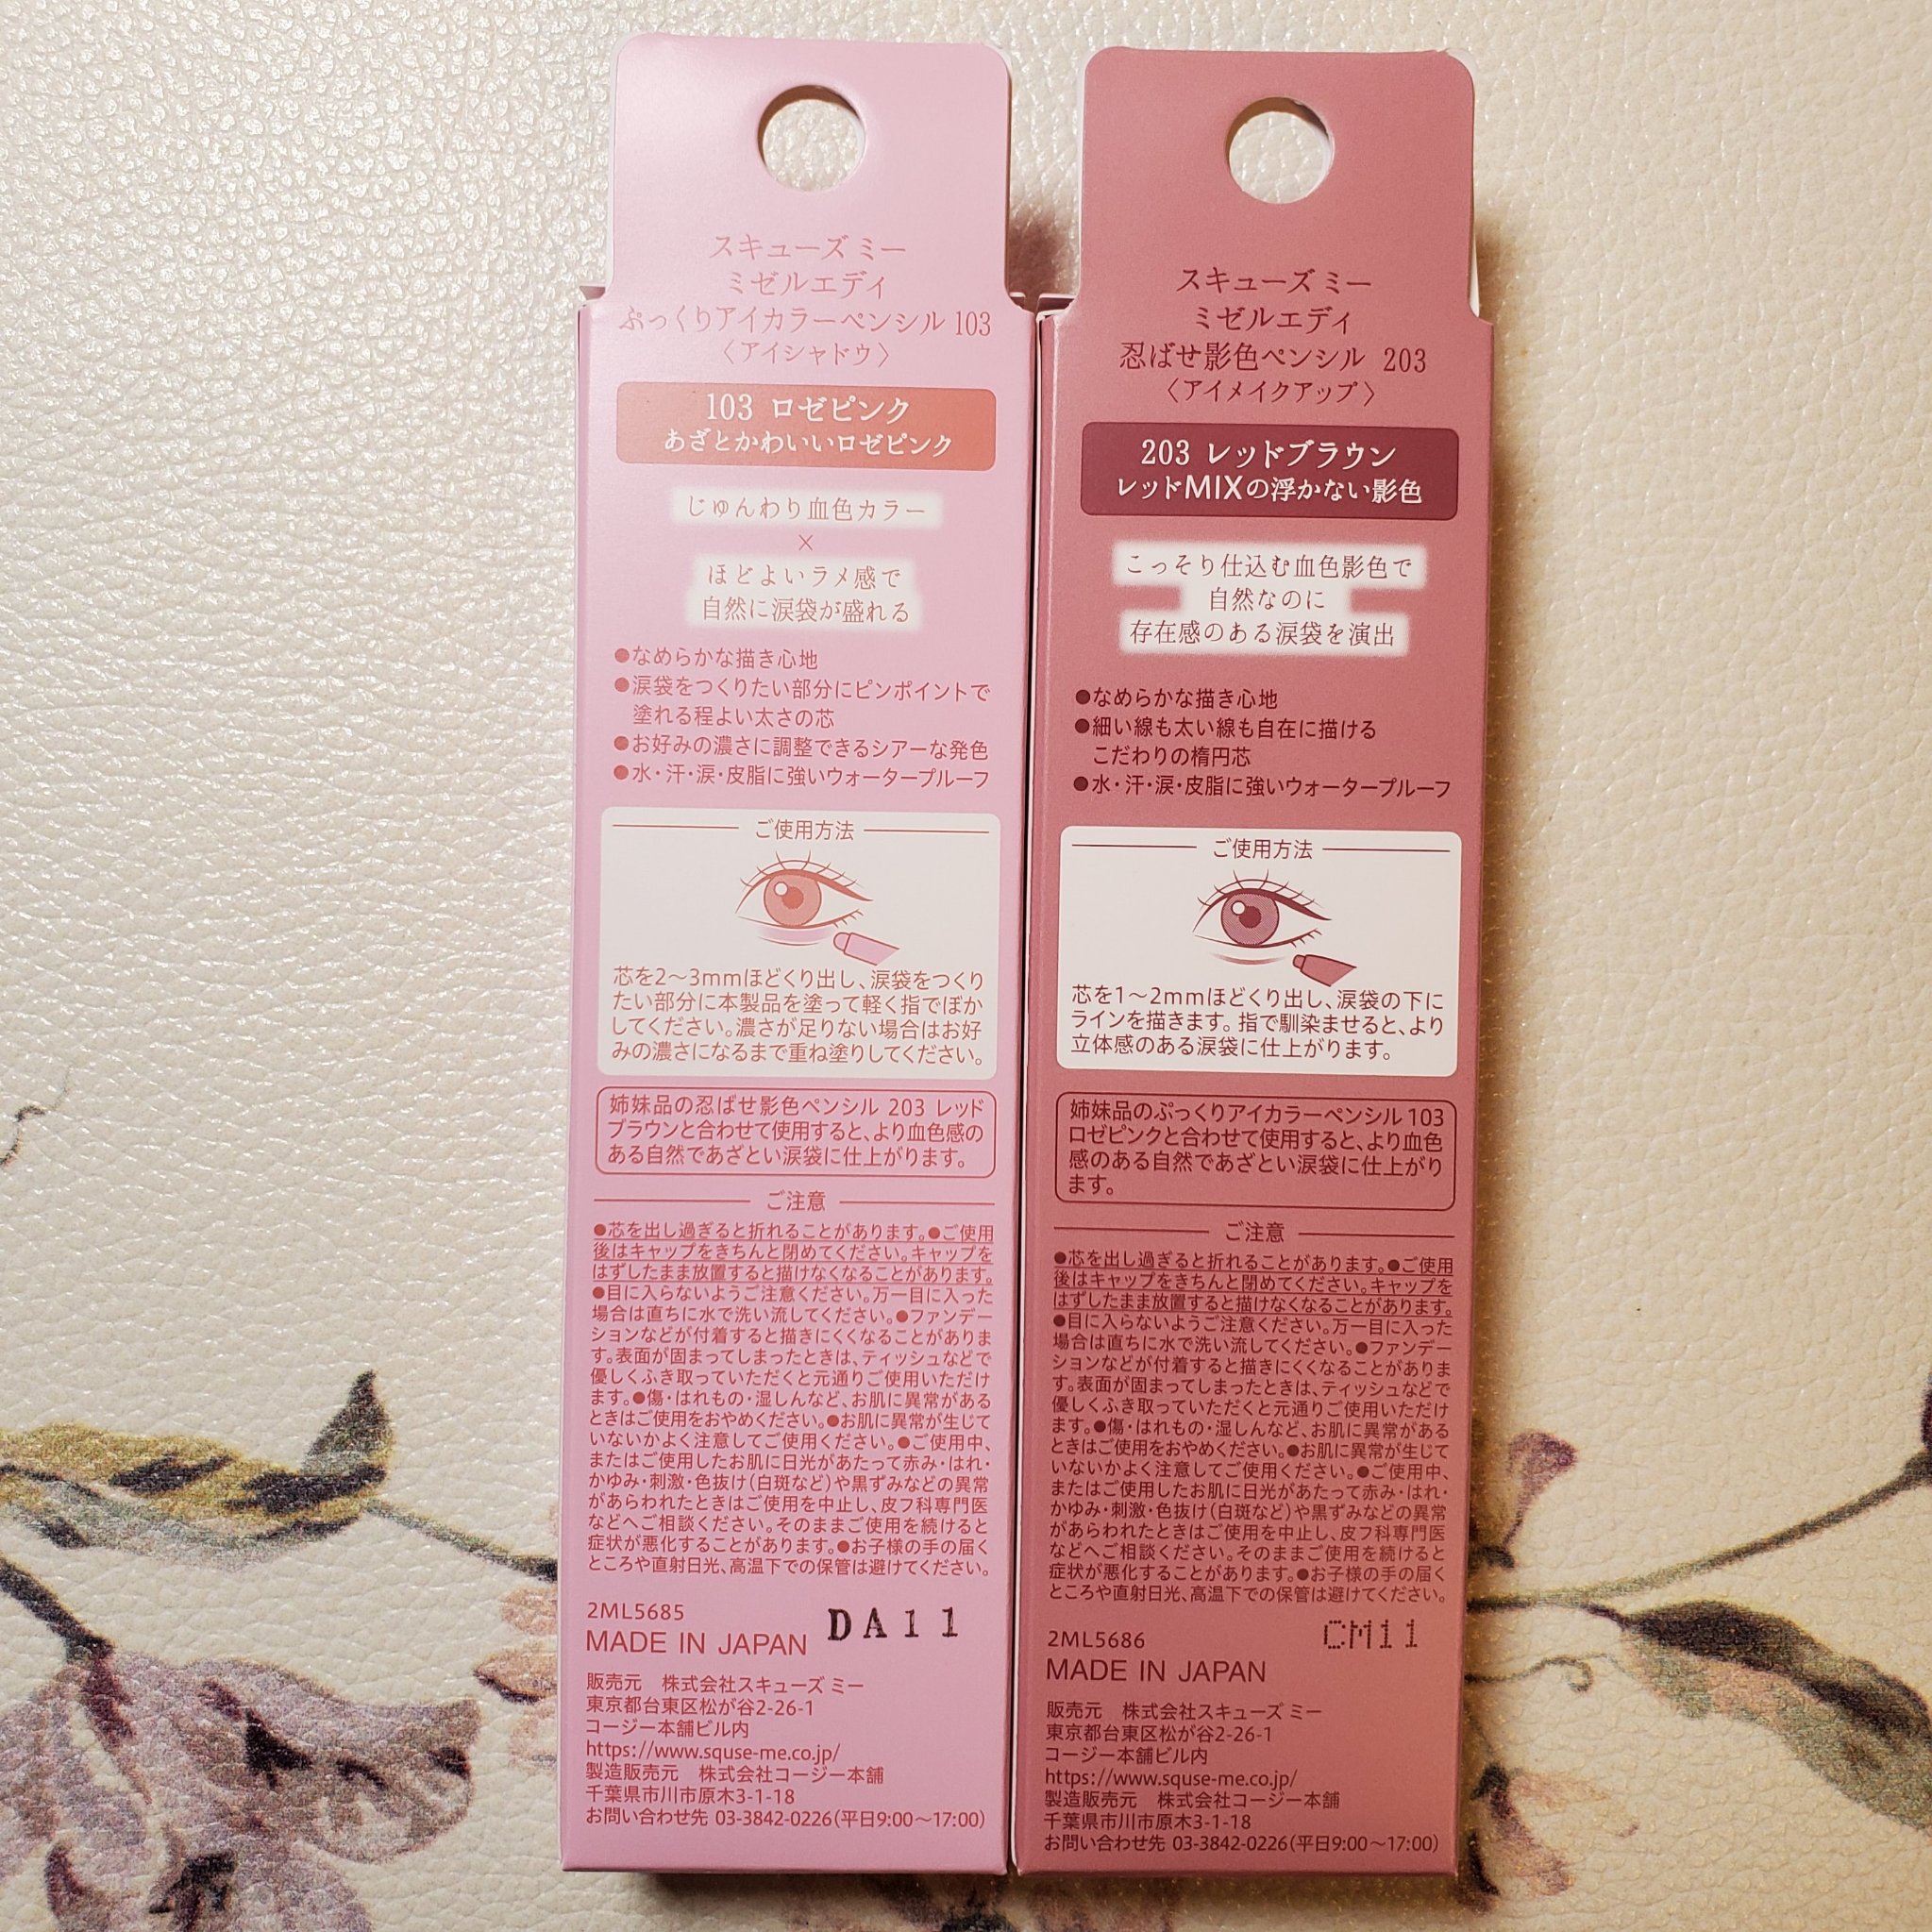 スキューズ ミー
ミゼルエディ
ぷっくりアイカラーペンシル 103
〈アイシャドウ〉
103 ロゼピンク
あざとかわいいロゼピンク
じゅんわり血色カラー
×
ほどよいラメ感で
自然に涙袋が盛れる
●なめらかな描き心地
●涙袋をつくりたい部分にピンポイントで
塗れる程よい太さの芯
●お好みの濃さに調整できるシアーな発色
●水・汗・涙・皮脂に強いウォータープルーフ
ご使用方法
芯を2〜3mmほどくり出し、涙袋をつくり
たい部分に本製品を塗って軽く指でぼか
してください。濃さが足りない場合はお好
みの濃さになるまで重ね塗りしてください。
姉妹品の忍ばせ影色ペンシル 203 レッド
ブラウンと合わせて使用すると、より血色感の
ある自然であざとい涙袋に仕上がります。
ご注意
●芯を出し過ぎると折れることがあります。●ご使用
後はキャップをきちんと閉めてください。キャップを
はずしたまま放置すると描けなくなることがあります。
●目に入らないようご注意ください。万一目に入った
場合は直ちに水で洗い流してください。●ファンデー
ションなどが付着すると描きにくくなることがありま
す。表面が固まってしまったときは、ティッシュなどで
優しくふき取っていただくと元通りご使用いただけ
ます。●傷・はれもの・湿しんなど、お肌に異常がある
ときはご使用をおやめください。●お肌に異常が生じて
いないかよく注意してご使用ください。●ご使用中、
またはご使用したお肌に日光があたって赤み・はれ・
かゆみ・刺激・色抜け(白斑など)や黒ずみなどの異常
があらわれたときはご使用を中止し、皮フ科専門医
などへご相談ください。そのままご使用を続けると
症状が悪化することがあります。●お子様の手の届く
ところや直射日光、高温下での保管は避けてください。
2ML5685
MADE IN JAPAN DA11
販売元 株式会社スキューズ ミー
東京都台東区松が谷2-26-1
コージー本舗ビル内
https://www.squse-me.co.jp/
製造販売元 株式会社コージー本舗
千葉県市川市原木3-1-18
お問い合わせ先 03-3842-0226(平日9:00〜17:00)
スキューズ ミー
ミゼルエディ
忍ばせ影色ペンシル 203
〈アイメイクアップ〉
203 レッドブラウン
レッドMIXの浮かない影色
こっそり仕込む血色影色で
自然なのに
存在感のある涙袋を演出
●なめらかな描き心地
●細い線も太い線も自在に描ける
こだわりの楕円芯
●水・汗・涙・皮脂に強いウォータープルーフ
ご使用方法
芯を1〜2mmほどくり出し、涙袋の下に
ラインを描きます。指で馴染ませると、より
立体感のある涙袋に仕上がります。
姉妹品のぷっくりアイカラーペンシル 103
ロゼピンクと合わせて使用すると、より血色
感のある自然であざとい涙袋に仕上がり
ます。
ご注意
●芯を出し過ぎると折れることがあります。●ご使用
後はキャップをきちんと閉めてください。キャップを
はずしたまま放置すると描けなくなることがあります。
●目に入らないようご注意ください。万一目に入った
場合は直ちに水で洗い流してください。●ファンデー
ションなどが付着すると描きにくくなることがありま
す。表面が固まってしまったときは、ティッシュなどで
優しくふき取っていただくと元通りご使用いただけ
ます。●傷・はれもの・湿しんなど、お肌に異常がある
ときはご使用をおやめください。●お肌に異常が生じて
いないかよく注意してご使用ください。●ご使用中、
またはご使用したお肌に日光があたって赤み・はれ・
かゆみ・刺激・色抜け(白斑など)や黒ずみなどの異常
があらわれたときはご使用を中止し、皮フ科専門医
などへご相談ください。そのままご使用を続けると
症状が悪化することがあります。●お子様の手の届く
ところや直射日光、高温下での保管は避けてください。
2ML5686 CM11
MADE IN JAPAN
販売元 株式会社スキューズ ミー
東京都台東区松が谷2-26-1
コージー本舗ビル内
https://www.squse-me.co.jp/
製造販売元 株式会社コージー本舗
千葉県市川市原木3-1-18
お問い合わせ先 03-3842-0226(平日9:00〜17:00)